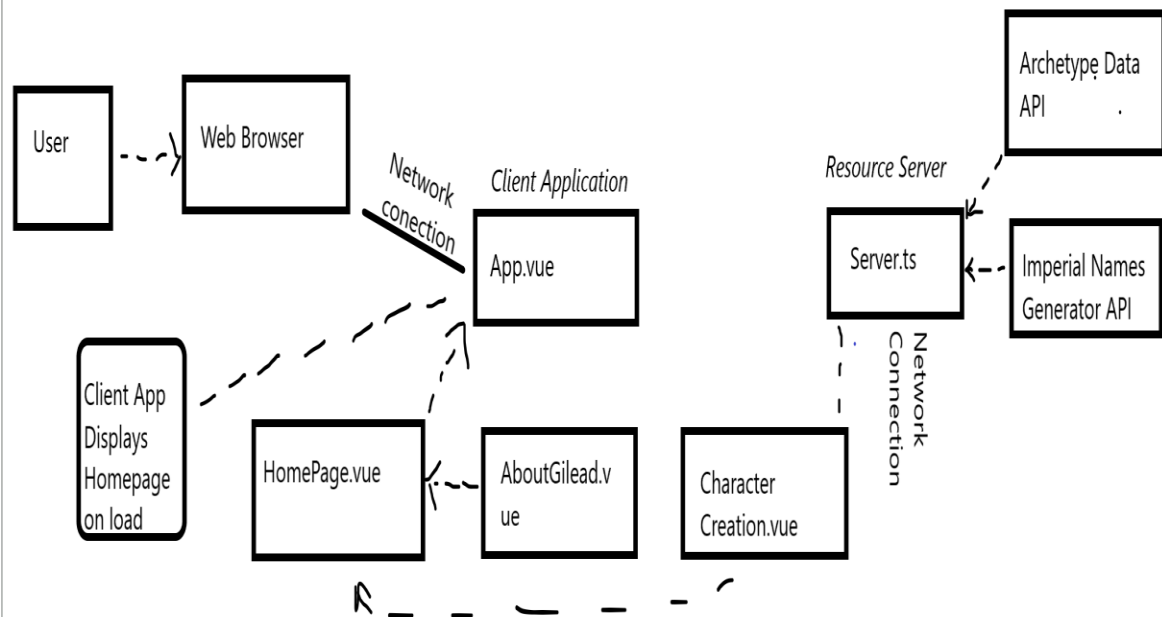 User
Web Browser
Network
conection
Client Application
App.vue
Resource Server
Server.ts
Archetype Data
API
Imperial Names
Generator API
Network
Connection
Client App
Displays
Homepage
on load
HomePage.vue
AboutGilead.v
ue
Character
Creation.vue